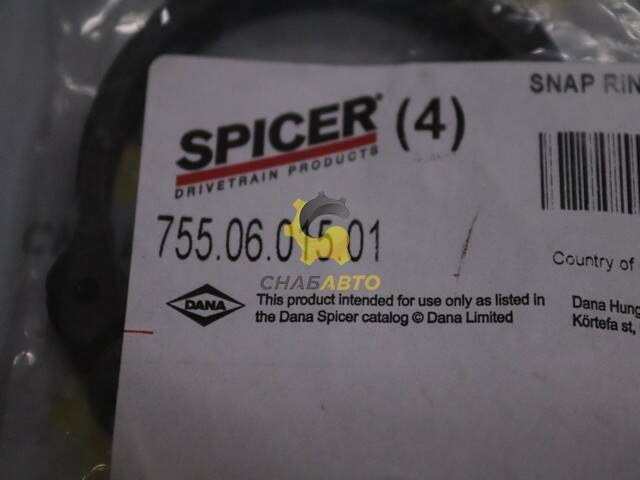 SNAP RIN
SPICER® (4)
DRIVETRAIN PRODUCTS
755.06.015.01
СНАБАВТО
Country of
DANA
This product intended for use only as listed in
the Dana Spicer catalog © Dana Limited
Dana Hung
Körtefa st,